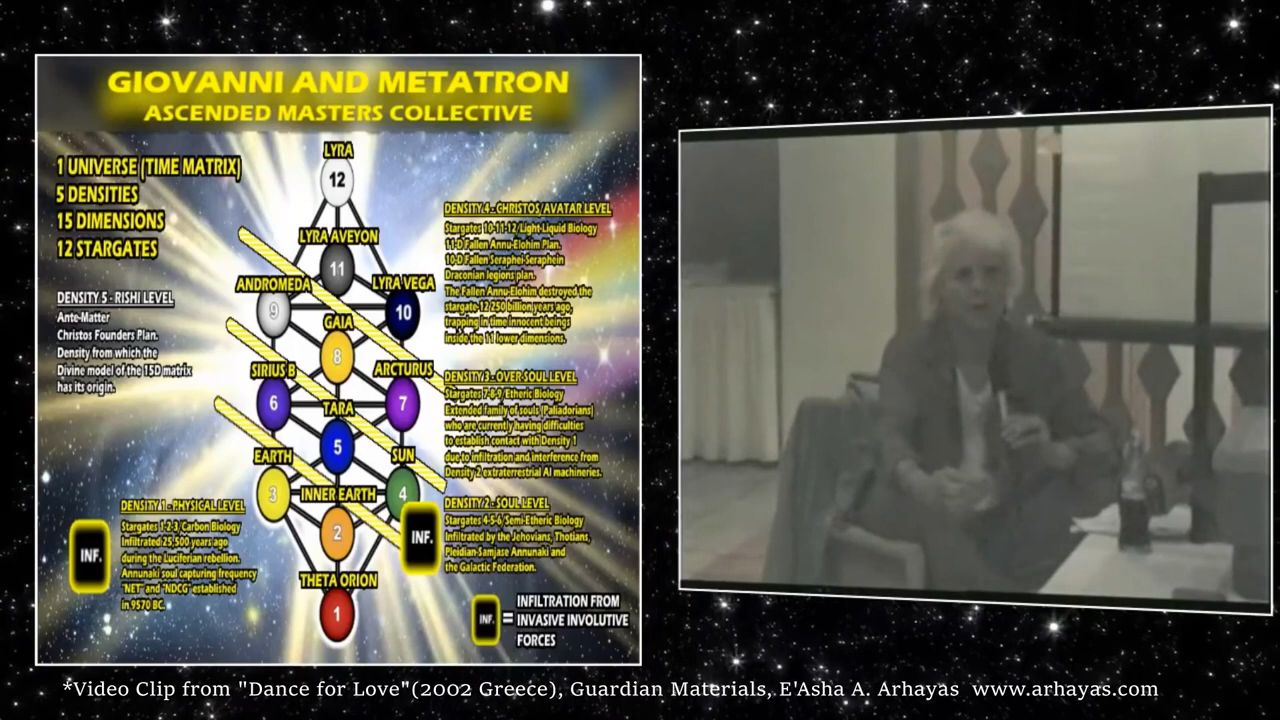 GIOVANNI AND METATRON
ASCENDED MASTERS COLLECTIVE
1 UNIVERSE (TIME MATRIX)
5 DENSITIES
15 DIMENSIONS
12 STARGATES
DENSITY 5 - RISHI LEVEL
Ante-Matter
Christos Founders Plan.
Density from which the
Divine model of the 15D matrix
has its origin.
LYRA
12
LYRA AVEYON
11
ANDROMEDA
9
LYRA VEGA
10
GAIA
8
SIRIUS B
6
ARCTURUS
7
TARA
5
EARTH
3
SUN
4
INNER EARTH
2
THETA ORION
1
DENSITY 4 - CHRISTOS/AVATAR LEVEL
Stargates 10-11-12/Light-Liquid Biology
11-D Fallen Annu-Elohim Plan.
10-D Fallen Seraphei-Seraphein
Draconian legions plan.
The Fallen Annu-Elohim destroyed the
stargate-12 250 billion years ago,
trapping in time innocent beings
inside the 11 lower dimensions.
DENSITY 3 - OVER-SOUL LEVEL
Stargates 7-8-9/Etheric Biology
Extended family of souls (Paliadorians)
who are currently having difficulties
to establish contact with Density 1
due to infiltration and interference from
Density 2 extraterrestrial AI machineries.
DENSITY 2 - SOUL LEVEL
Stargates 4-5-6/Semi-Etheric Biology
Infiltrated by the Jehovians, Thotians,
Pleidian-Samjase Annunaki and
the Galactic Federation.
INF.
DENSITY 1 - PHYSICAL LEVEL
Stargates 1-2-3/Carbon Biology
Infiltrated 25,500 years ago
during the Luciferian rebellion.
Annunaki soul capturing frequency
"NET" and "NDCG" established
in 9570 BC.
INF.
INF. = INFILTRATION FROM
INVASIVE INVOLUTIVE
FORCES
*Video Clip from "Dance for Love"(2002 Greece), Guardian Materials, E'Asha A. Arhayas www.arhayas.com